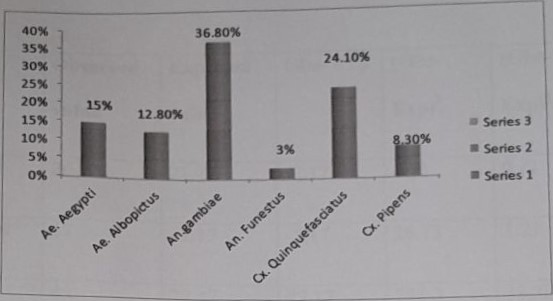 40%
35%
30%
25%
20%
15%
10%
5%
0%
15%
12.80%
36.80%
3%
24.10%
8.30%
Ae. Aegypti
Ae. Albopictus
An.gambiae
An. Funestus
Cx. Quinquefasciatus
Cx. Pipens
Series 3
Series 2
Series 1